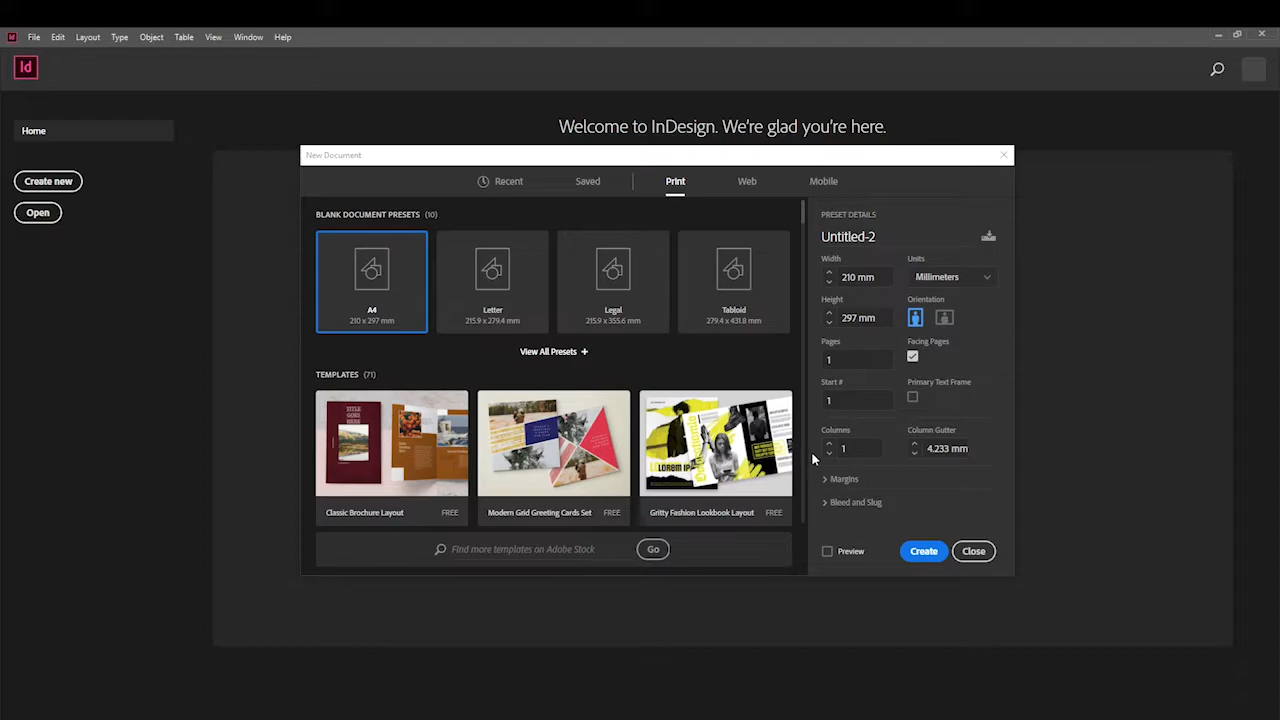 Id File Edit Layout Type Object Table View Window Help
Id
Home
Create new
Open
Welcome to InDesign. We're glad you're here.
New Document
Recent Saved Print Web Mobile
BLANK DOCUMENT PRESETS (10)
A4 Letter Legal Tabloid
210 x 297 mm 215.9 x 279.4 mm 215.9 x 355.6 mm 279.4 x 431.8 mm
View All Presets +
TEMPLATES (71)
TITLE
GOES
HERE
LOREM IP
Classic Brochure Layout FREE
Modern Grid Greeting Cards Set FREE
Gritty Fashion Lookbook Layout FREE
Find more templates on Adobe Stock Go
PRESET DETAILS
Untitled-2
Width Units
210 mm Millimeters
Height Orientation
297 mm
Pages Facing Pages
1
Start # Primary Text Frame
1
Columns Column Gutter
1 4.233 mm
Margins
Bleed and Slug
Preview Create Close